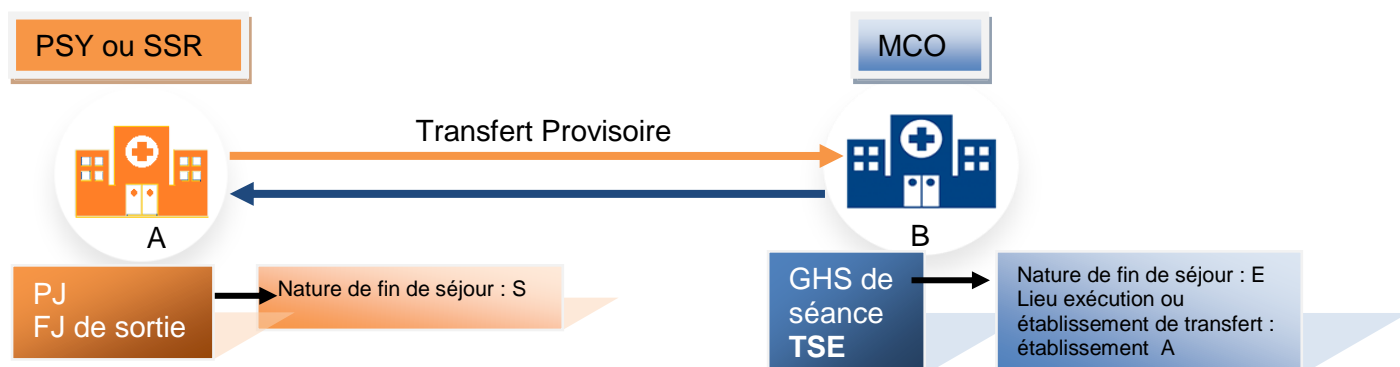 PSY ou SSR
MCO
Transfert Provisoire
A
B
PJ
FJ de sortie
Nature de fin de séjour : S
GHS de
séance
TSE
Nature de fin de séjour : E
Lieu exécution ou
établissement de transfert :
établissement A